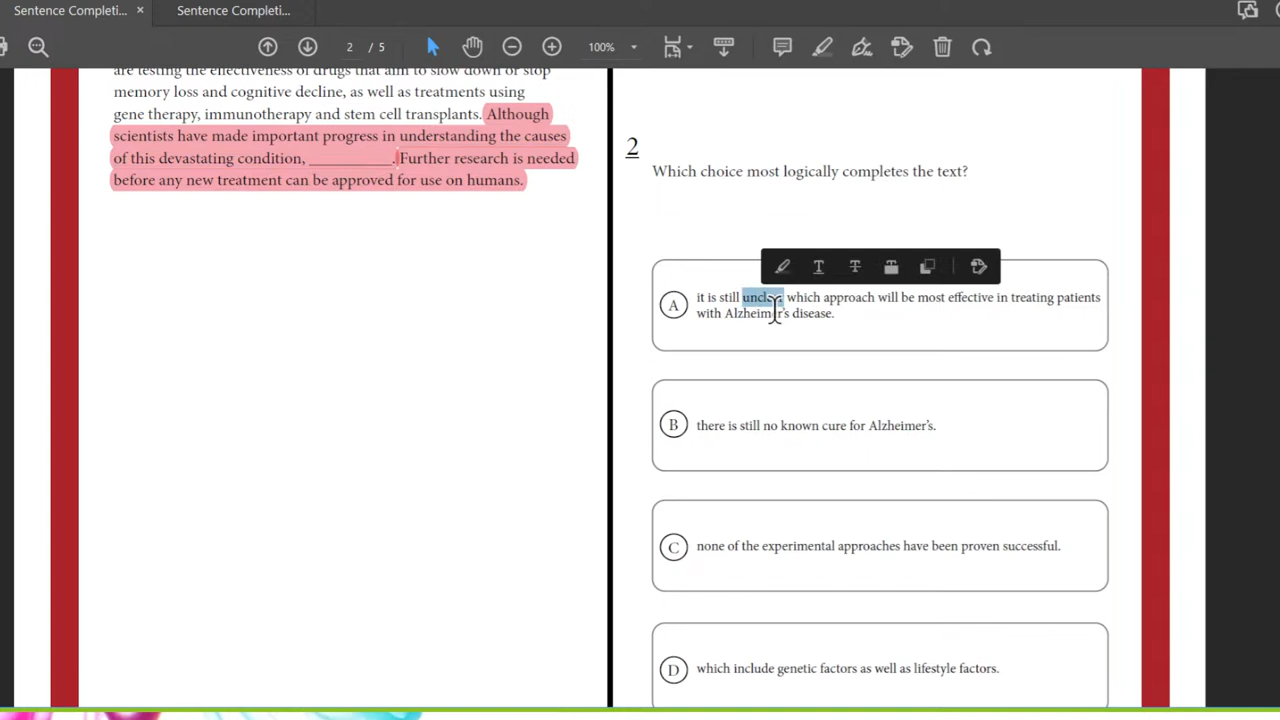 Sentence Completi... ×
Sentence Completi...
2 / 5
100%
are testing the effectiveness of drugs that aim to slow down or stop
memory loss and cognitive decline, as well as treatments using
gene therapy, immunotherapy and stem cell transplants. Although
scientists have made important progress in understanding the causes
of this devastating condition, __________. Further research is needed
before any new treatment can be approved for use on humans.
2
Which choice most logically completes the text?
A
it is still unclear which approach will be most effective in treating patients
with Alzheimer's disease.
B
there is still no known cure for Alzheimer's.
C
none of the experimental approaches have been proven successful.
D
which include genetic factors as well as lifestyle factors.